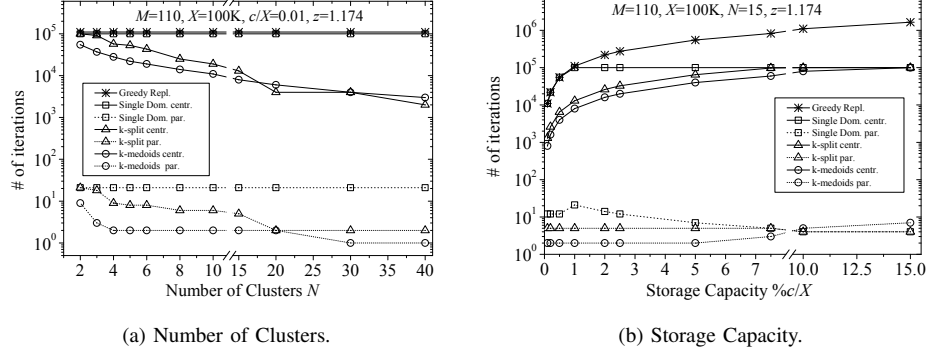 M=110, X=100K, c/X=0.01, z=1.174
10^5
10^4
10^3
10^2
10^1
10^0
# of iterations
Greedy Repl.
Single Dom. centr.
Single Dom. par.
k-split centr.
k-split par.
k-medoids centr.
k-medoids par.
2 4 6 8 10 15 20 30 40
Number of Clusters N
(a) Number of Clusters.
M=110, X=100K, N=15, z=1.174
10^6
10^5
10^4
10^3
10^2
10^1
10^0
# of iterations
Greedy Repl.
Single Dom. centr.
Single Dom. par.
k-split centr.
k-split par.
k-medoids centr.
k-medoids par.
0 1 2 3 4 5 6 7 10.0 12.5 15.0
Storage Capacity %c/X
(b) Storage Capacity.